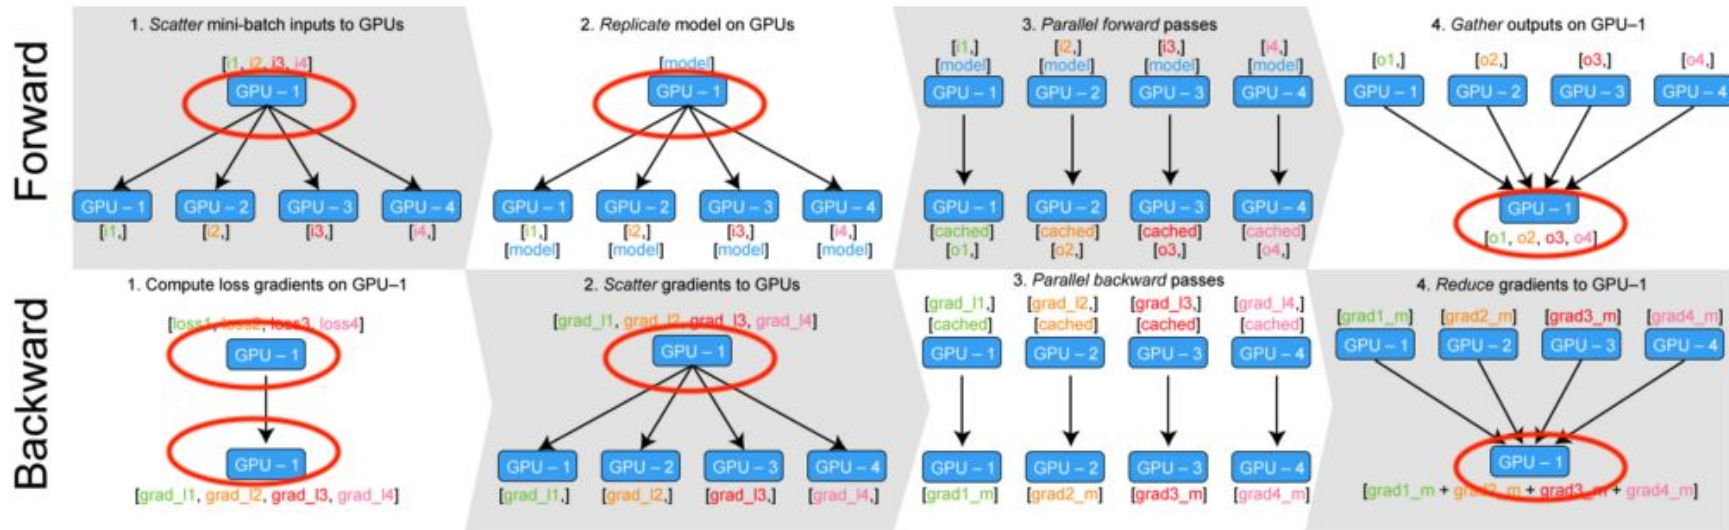 Forward
1. Scatter mini-batch inputs to GPUs
[i1, i2, i3, i4]
GPU – 1
GPU – 1 GPU – 2 GPU – 3 GPU – 4
[i1,] [i2,] [i3,] [i4,]
2. Replicate model on GPUs
[model]
GPU – 1
GPU – 1 GPU – 2 GPU – 3 GPU – 4
[i1,] [i2,] [i3,] [i4,]
[model] [model] [model] [model]
3. Parallel forward passes
[i1,] [i2,] [i3,] [i4,]
[model] [model] [model] [model]
GPU – 1 GPU – 2 GPU – 3 GPU – 4
GPU – 1 GPU – 2 GPU – 3 GPU – 4
[cached] [cached] [cached] [cached]
[o1,] [o2,] [o3,] [o4,]
4. Gather outputs on GPU–1
[o1,] [o2,] [o3,] [o4,]
GPU – 1 GPU – 2 GPU – 3 GPU – 4
GPU – 1
[o1, o2, o3, o4]
Backward
1. Compute loss gradients on GPU–1
[loss1, loss2, loss3, loss4]
GPU – 1
GPU – 1
[grad_l1, grad_l2, grad_l3, grad_l4]
2. Scatter gradients to GPUs
[grad_l1, grad_l2, grad_l3, grad_l4]
GPU – 1
GPU – 1 GPU – 2 GPU – 3 GPU – 4
[grad_l1,] [grad_l2,] [grad_l3,] [grad_l4,]
3. Parallel backward passes
[grad_l1,] [grad_l2,] [grad_l3,] [grad_l4,]
[cached] [cached] [cached] [cached]
GPU – 1 GPU – 2 GPU – 3 GPU – 4
GPU – 1 GPU – 2 GPU – 3 GPU – 4
[grad1_m] [grad2_m] [grad3_m] [grad4_m]
4. Reduce gradients to GPU–1
[grad1_m] [grad2_m] [grad3_m] [grad4_m]
GPU – 1 GPU – 2 GPU – 3 GPU – 4
GPU – 1
[grad1_m + grad2_m + grad3_m + grad4_m]